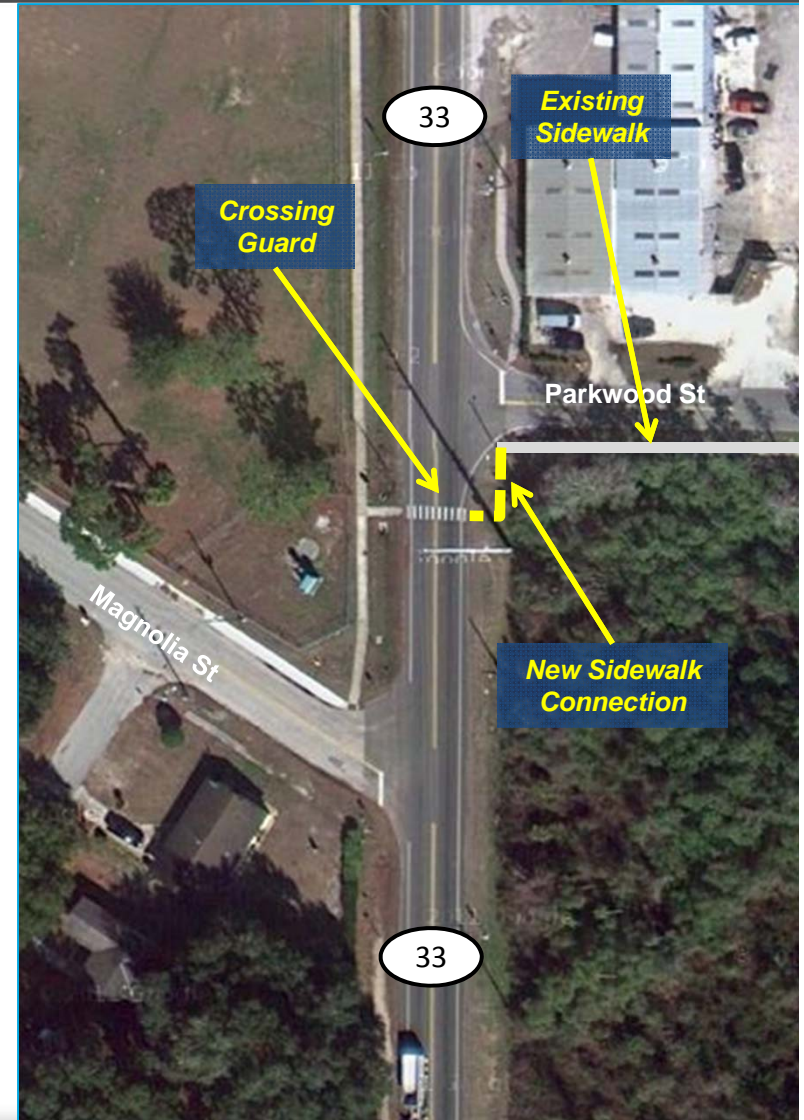 33
Existing
Sidewalk
Crossing
Guard
Parkwood St
Magnolia St
New Sidewalk
Connection
33